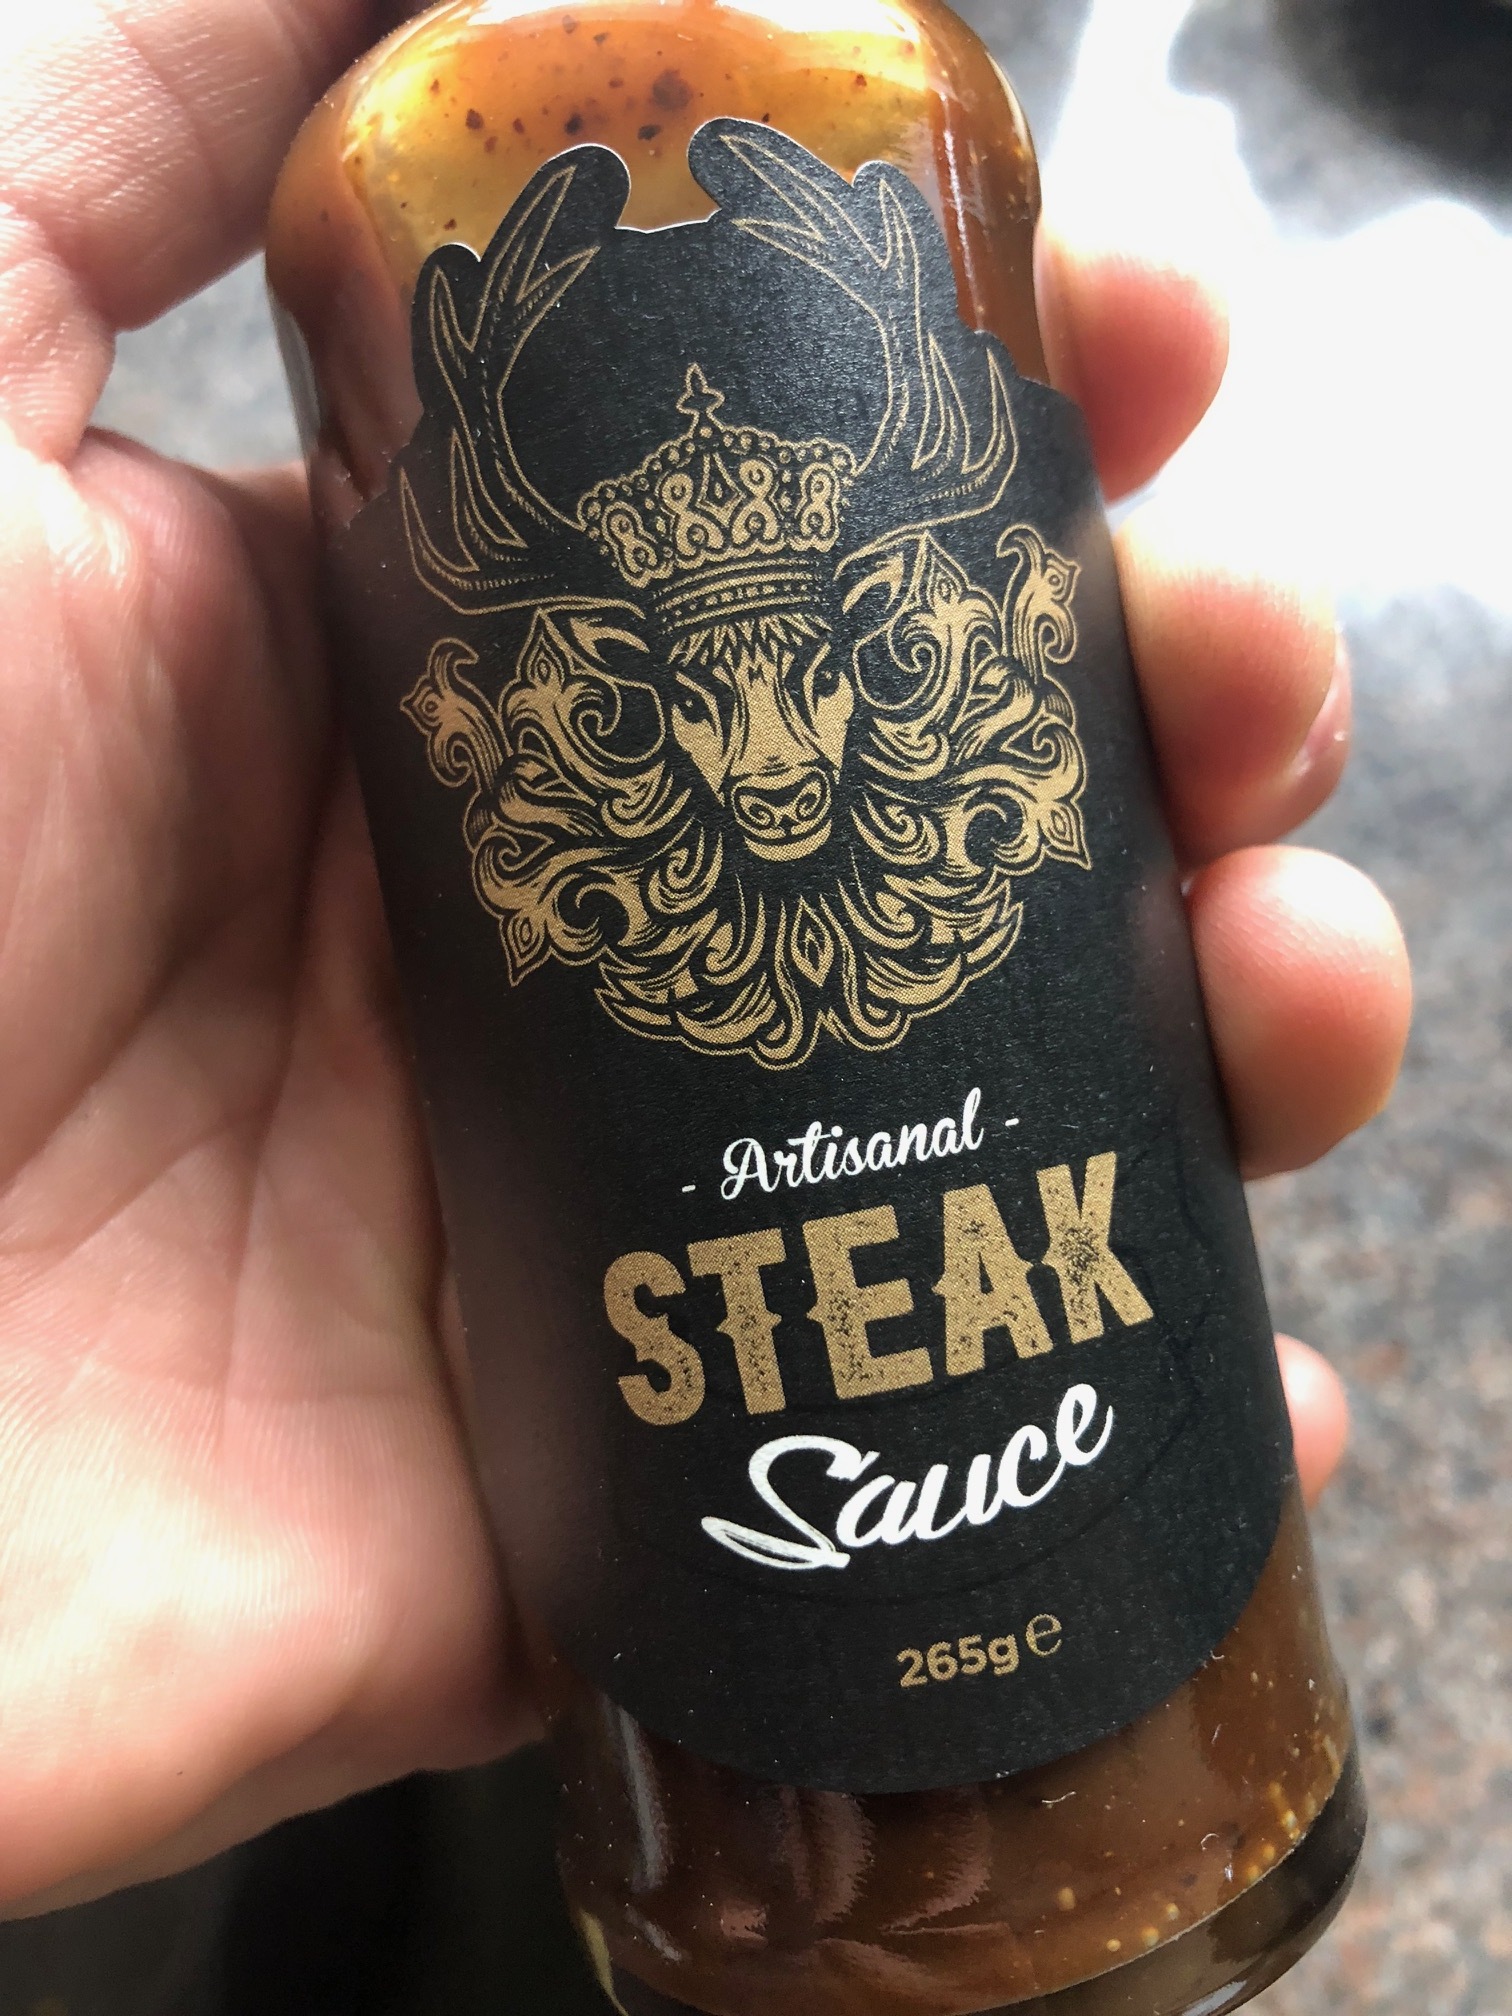 - Artisanal -
STEAK
Sauce
265g ℮